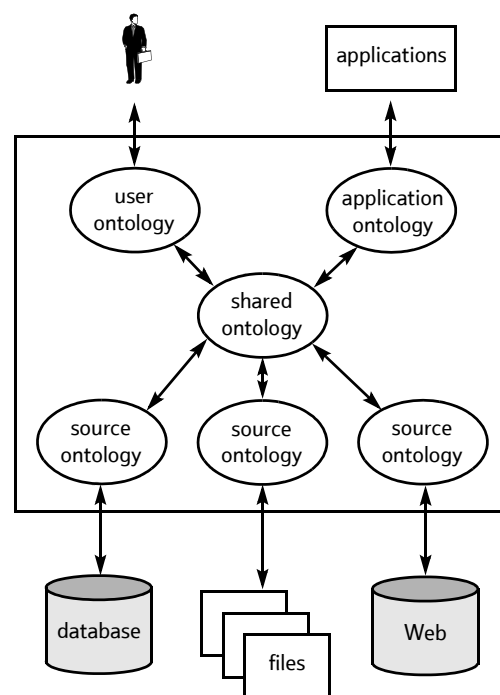 applications
user
ontology
application
ontology
shared
ontology
source
ontology
source
ontology
source
ontology
database
files
Web